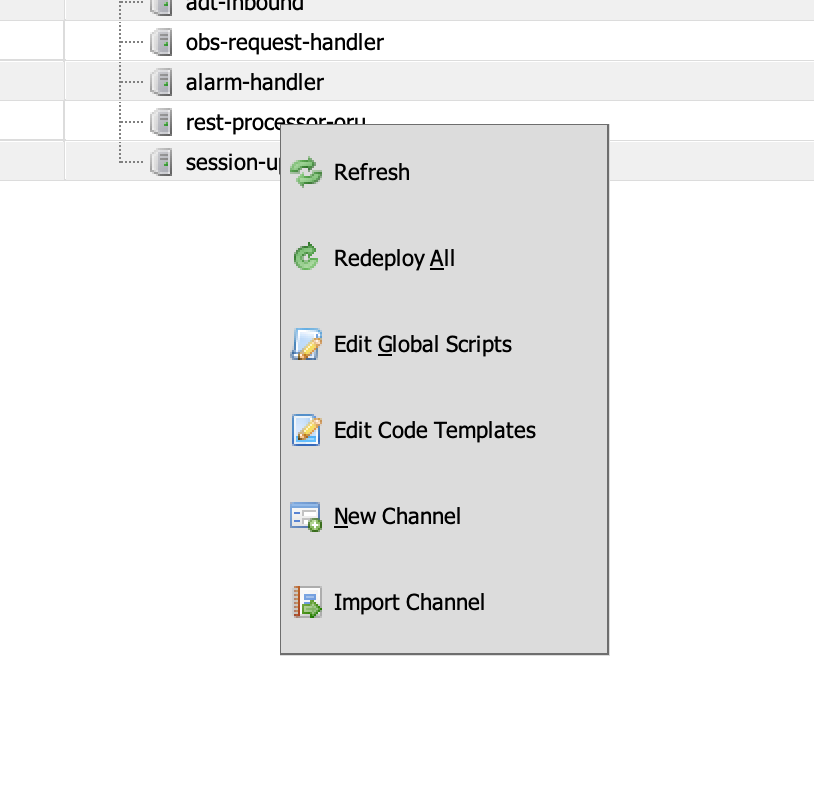 adt-inbound
obs-request-handler
alarm-handler
rest-processor-oru
session-up
Refresh
Redeploy All
Edit Global Scripts
Edit Code Templates
New Channel
Import Channel